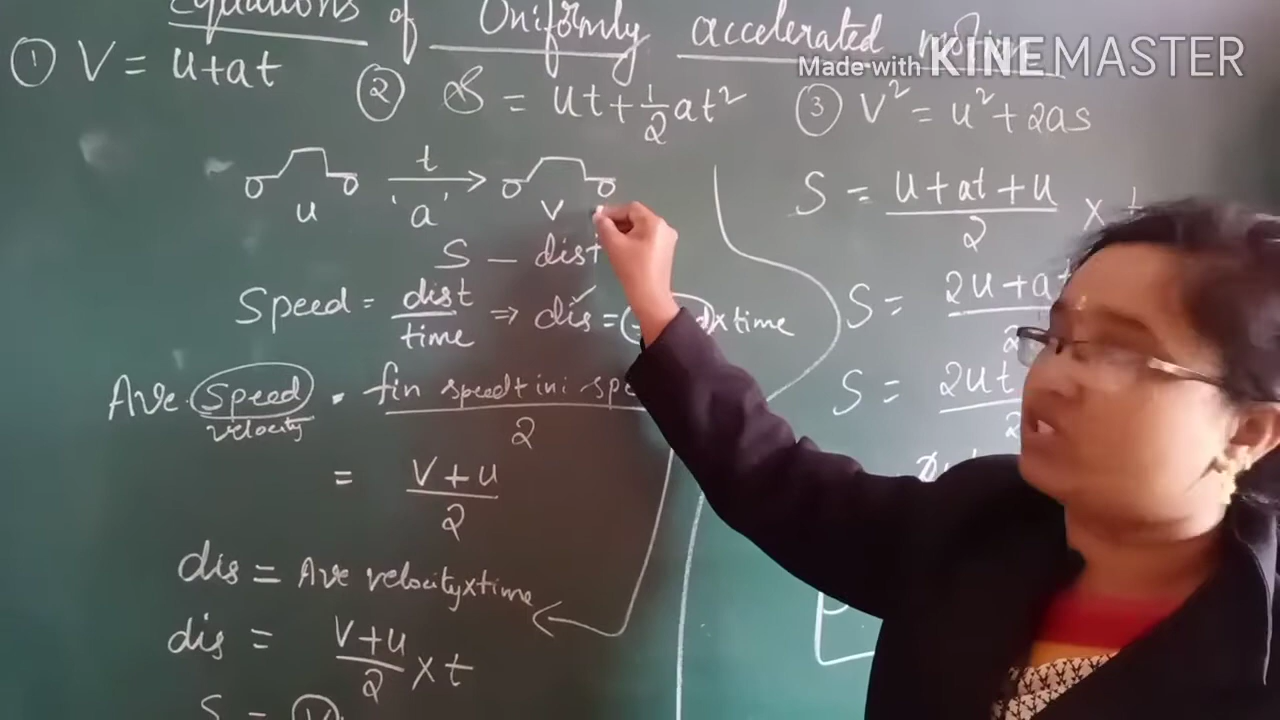 Equations of Uniformly accelerated motion
Made with KINEMASTER
① V = u+at
② S = ut+½at²
③ V² = u²+2as
t
'a'
u
V
S – dist
Speed = dist/time ⇒ dis = × time
Ave Speed = fin speed+ini spe / 2
velocity
= V+u / 2
dis = Ave velocity×time
dis = V+u / 2 × t
S = V
S = u+at+u / 2 × t
S = 2u+at
S = 2ut